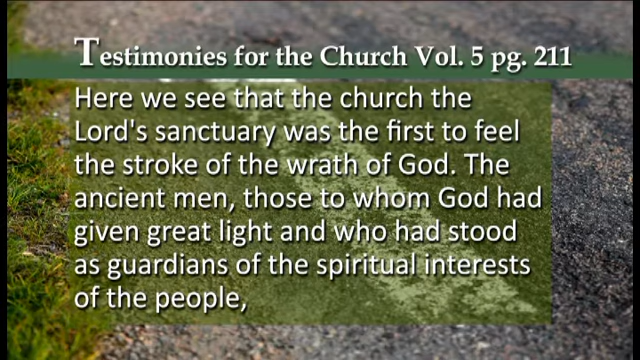 Testimonies for the Church Vol. 5 pg. 211
Here we see that the church the
Lord's sanctuary was the first to feel
the stroke of the wrath of God. The
ancient men, those to whom God had
given great light and who had stood
as guardians of the spiritual interests
of the people,